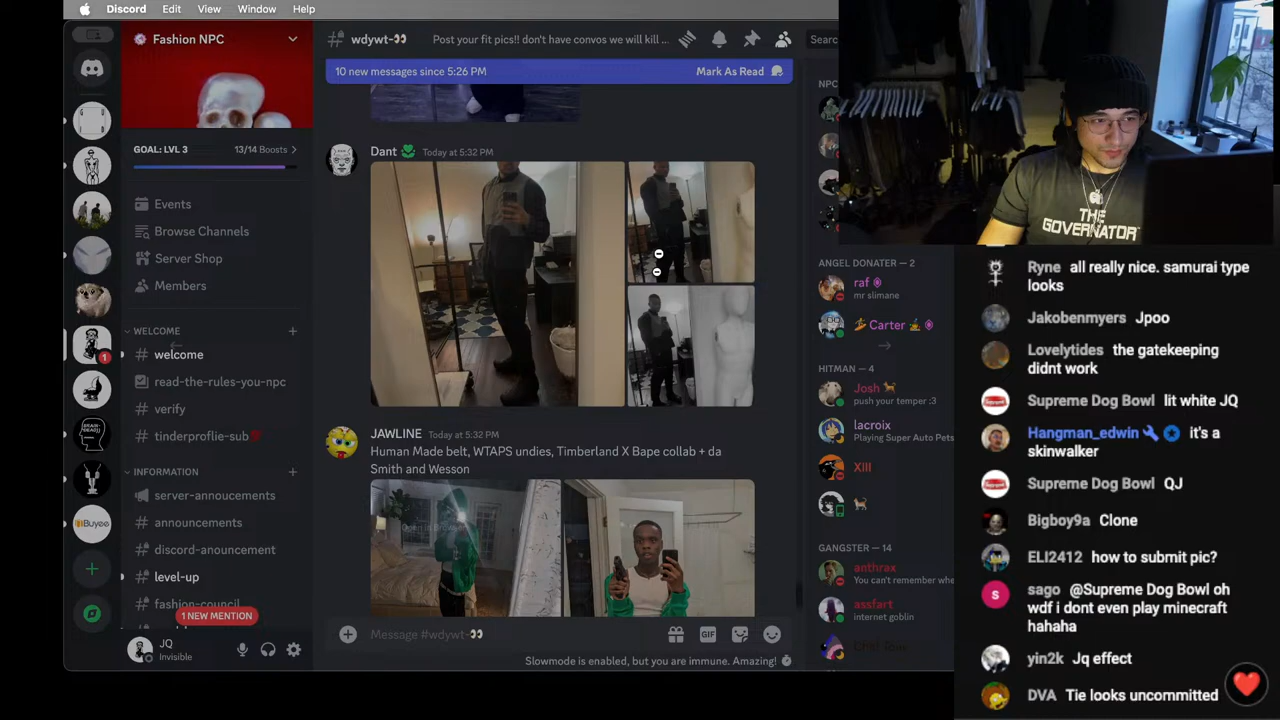 Discord Edit View Window Help
Fashion NPC
wdywt-👀 Post your fit pics!! don't have convos we will kill ...
10 new messages since 5:26 PM Mark As Read
GOAL: LVL 3 13/14 Boosts
Events
Browse Channels
Server Shop
Members
WELCOME
welcome
read-the-rules-you-npc
verify
tinderproflie-sub
INFORMATION
server-annoucements
announcements
discord-anouncement
level-up
fashion-council
1 NEW MENTION
JQ
Invisible
BRAIN DEAD
Buyee
1
Dant Today at 5:32 PM
JAWLINE Today at 5:32 PM
Human Made belt, WTAPS undies, Timberland X Bape collab + da
Smith and Wesson
Message #wdywt-👀
GIF
Slowmode is enabled, but you are immune. Amazing!
ANGEL DONATER — 2
raf
mr slimane
Carter
HITMAN — 4
Josh
push your temper :3
lacroix
Playing Super Auto Pets
XIII
GANGSTER — 14
anthrax
You can't remember whe
assfart
internet goblin
THE
GOVERNATOR
Ryne all really nice. samurai type
looks
Jakobenmyers Jpoo
Lovelytides the gatekeeping
didnt work
Supreme Dog Bowl lit white JQ
Hangman_edwin it's a
skinwalker
Supreme Dog Bowl QJ
Bigboy9a Clone
ELI2412 how to submit pic?
s
sago @Supreme Dog Bowl oh
wdf i dont even play minecraft
hahaha
yin2k Jq effect
DVA Tie looks uncommitted